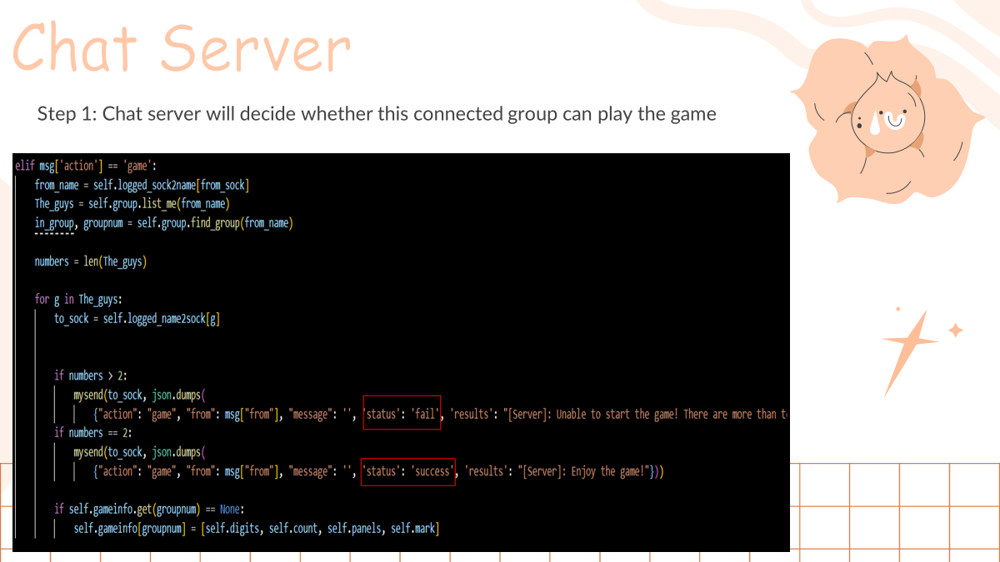 Chat Server
Step 1: Chat server will decide whether this connected group can play the game
elif msg['action'] == 'game':
from_name = self.logged_sock2name[from_sock]
The_guys = self.group.list_me(from_name)
in_group, groupnum = self.group.find_group(from_name)
numbers = len(The_guys)
for g in The_guys:
to_sock = self.logged_name2sock[g]
if numbers > 2:
mysend(to_sock, json.dumps(
{"action": "game", "from": msg["from"], "message": '', 'status': 'fail', 'results': "[Server]: Unable to start the game! There are more than
if numbers == 2:
mysend(to_sock, json.dumps(
{"action": "game", "from": msg["from"], "message": '', 'status': 'success', 'results': "[Server]: Enjoy the game!"}))
if self.gameinfo.get(groupnum) == None:
self.gameinfo[groupnum] = [self.digits, self.count, self.panels, self.mark]